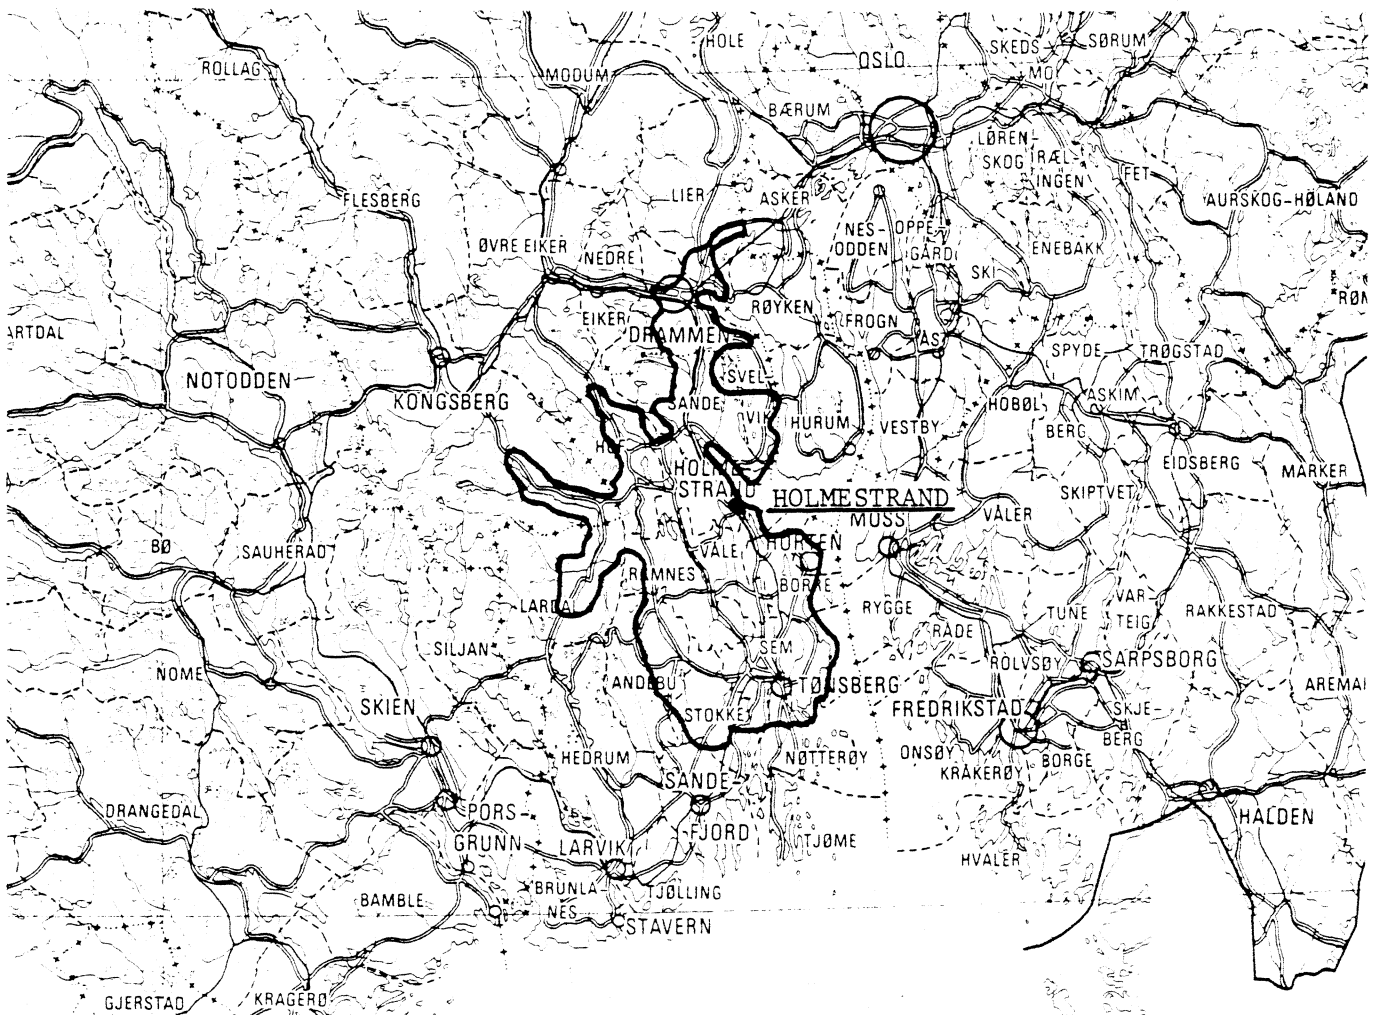 HOLE
SKEDS-
MO
SØRUM
ROLLAG
MODUM
OSLO
BÆRUM
LØREN-
SKOG
RÆL-
INGEN
FET
FLESBERG
LIER
ASKER
AURSKOG-HØLAND
ØVRE EIKER
NEDRE
EIKER
NES-
ODDEN
OPPE-
GÅRD
ENEBAKK
SKI
RØYKEN
FROGN
ÅS
ARTDAL
DRAMMEN
SPYDE-
BERG
TRØGSTAD
NOTODDEN
KONGSBERG
SVEL-
VI
SANDE
HURUM
VESTBY
HOBØL
ASKIM
HOF
HOLME-
STRAND
HOLMESTRAND
EIDSBERG
MARKER
SKIPTVET
MOSS
VÅLER
BØ
SAUHERAD
VÅLE
HORTEN
RAMNES
BORRE
LARDAL
RYGGE
RÅDE
TUNE
VAR-
TEIG
RAKKESTAD
SILJAN
SEM
ROLVSØY
SARPSBORG
NOME
ANDEBU
TØNSBERG
AREMA
SKIEN
STOKKE
FREDRIKSTAD
SKJE-
BERG
HEDRUM
NØTTERØY
ONSØY
KRÅKERØY
BORGE
SANDE-
FJORD
DRANGEDAL
PORS-
GRUNN
LARVIK
TJØME
HVALER
HALDEN
BAMBLE
BRUNLA-
NES
TJØLLING
STAVERN
GJERSTAD
KRAGERØ